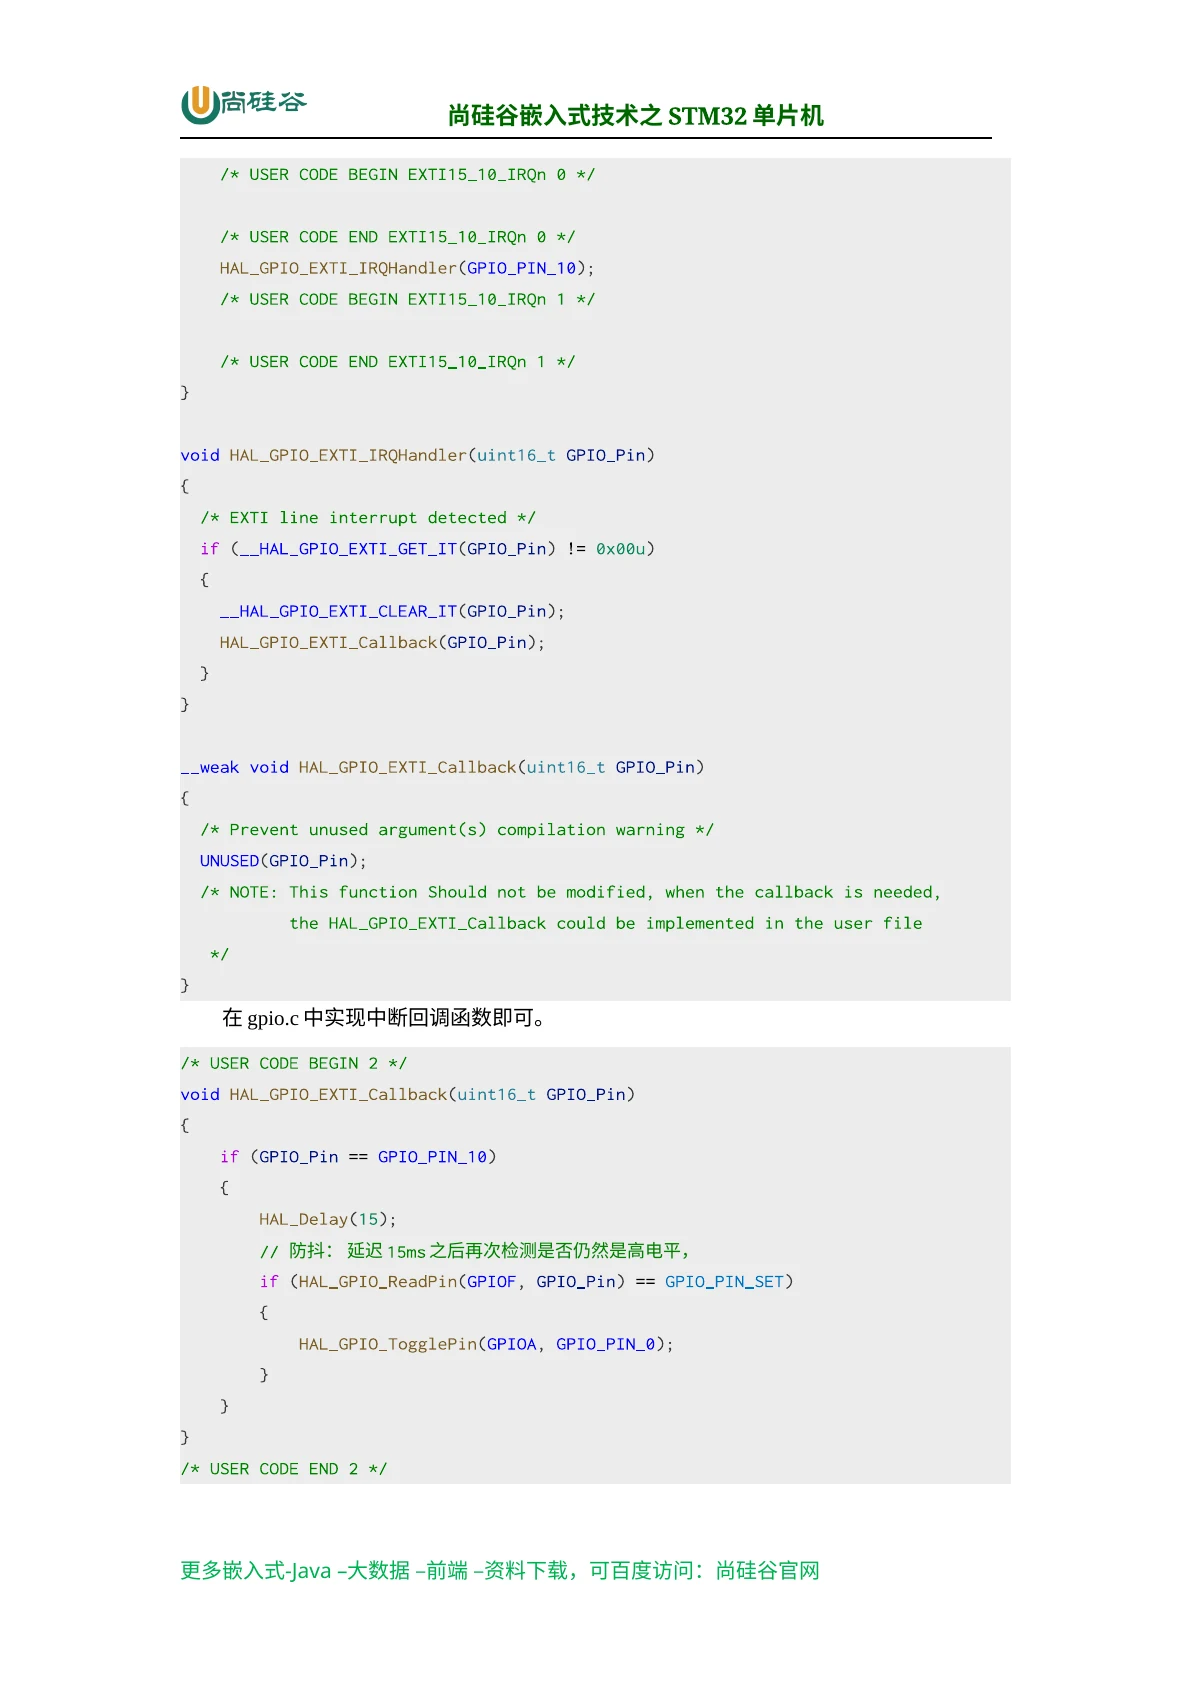 尚硅谷
尚硅谷嵌入式技术之 STM32 单片机
/* USER CODE BEGIN EXTI15_10_IRQn 0 */
/* USER CODE END EXTI15_10_IRQn 0 */
HAL_GPIO_EXTI_IRQHandler(GPIO_PIN_10);
/* USER CODE BEGIN EXTI15_10_IRQn 1 */
/* USER CODE END EXTI15_10_IRQn 1 */
}
void HAL_GPIO_EXTI_IRQHandler(uint16_t GPIO_Pin)
{
/* EXTI line interrupt detected */
if (__HAL_GPIO_EXTI_GET_IT(GPIO_Pin) != 0x00u)
{
__HAL_GPIO_EXTI_CLEAR_IT(GPIO_Pin);
HAL_GPIO_EXTI_Callback(GPIO_Pin);
}
}
__weak void HAL_GPIO_EXTI_Callback(uint16_t GPIO_Pin)
{
/* Prevent unused argument(s) compilation warning */
UNUSED(GPIO_Pin);
/* NOTE: This function Should not be modified, when the callback is needed,
the HAL_GPIO_EXTI_Callback could be implemented in the user file
*/
}
在 gpio.c 中实现中断回调函数即可。
/* USER CODE BEGIN 2 */
void HAL_GPIO_EXTI_Callback(uint16_t GPIO_Pin)
{
if (GPIO_Pin == GPIO_PIN_10)
{
HAL_Delay(15);
// 防抖： 延迟 15ms 之后再次检测是否仍然是高电平，
if (HAL_GPIO_ReadPin(GPIOF, GPIO_Pin) == GPIO_PIN_SET)
{
HAL_GPIO_TogglePin(GPIOA, GPIO_PIN_0);
}
}
}
/* USER CODE END 2 */
更多嵌入式-Java –大数据 –前端 –资料下载，可百度访问：尚硅谷官网